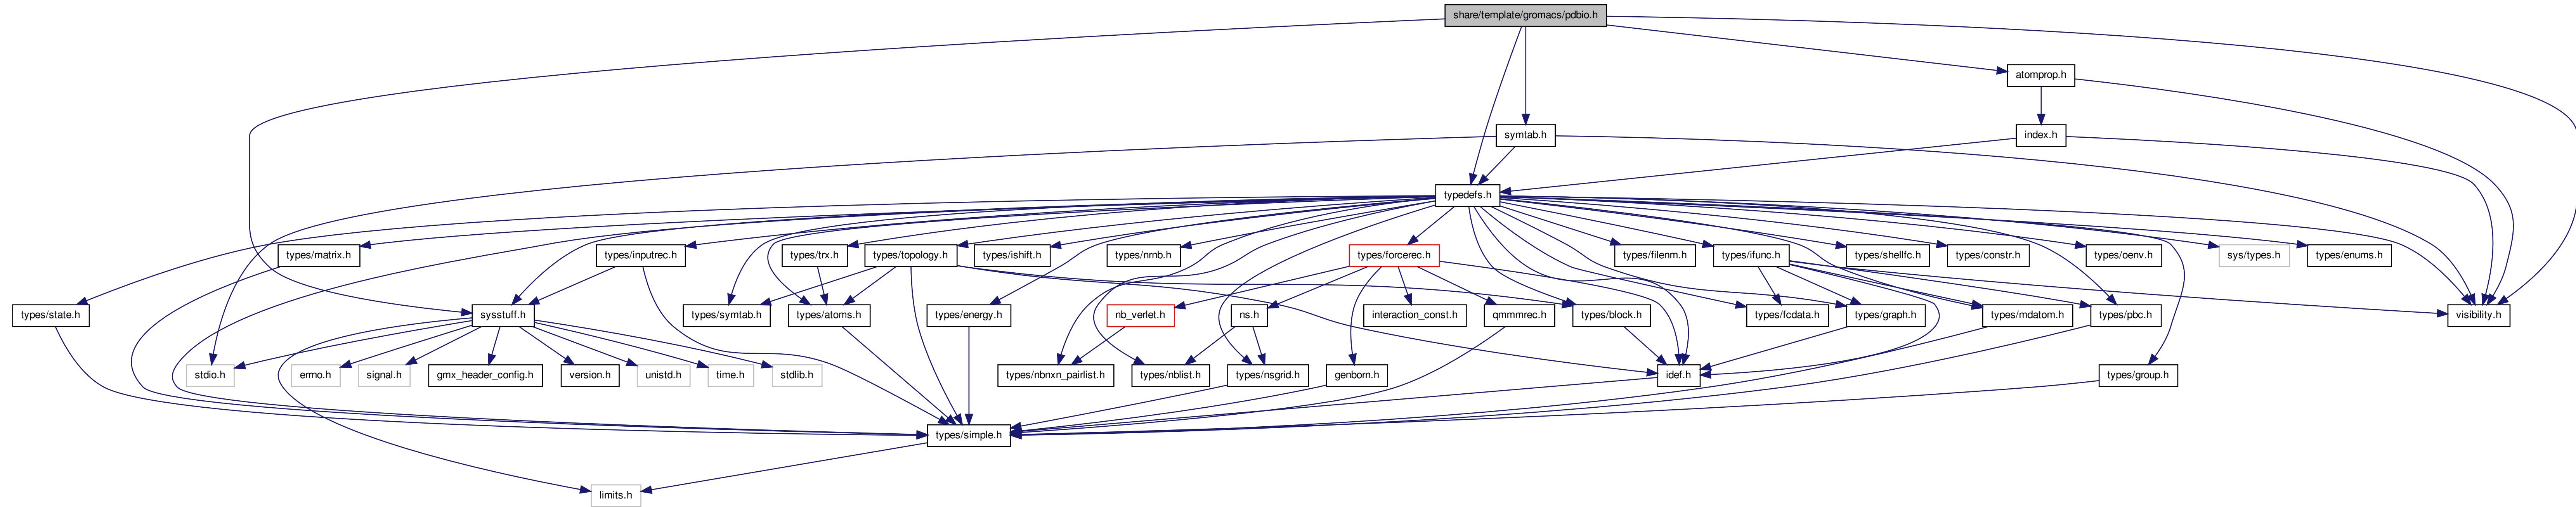 share/template/gromacs/pdbio.h
atomprop.h
symtab.h
index.h
typedefs.h
types/matrix.h
types/inputrec.h
types/trx.h
types/topology.h
types/ishift.h
types/nrnb.h
types/forcerec.h
types/filenm.h
types/ifunc.h
types/shellfc.h
types/constr.h
types/oenv.h
sys/types.h
types/enums.h
types/state.h
sysstuff.h
types/symtab.h
types/atoms.h
types/energy.h
nb_verlet.h
ns.h
interaction_const.h
qmmmrec.h
types/block.h
types/fcdata.h
types/graph.h
types/mdatom.h
types/pbc.h
visibility.h
stdio.h
errno.h
signal.h
gmx_header_config.h
version.h
unistd.h
time.h
stdlib.h
types/nbnxn_pairlist.h
types/nblist.h
types/nsgrid.h
genborn.h
idef.h
types/group.h
types/simple.h
limits.h